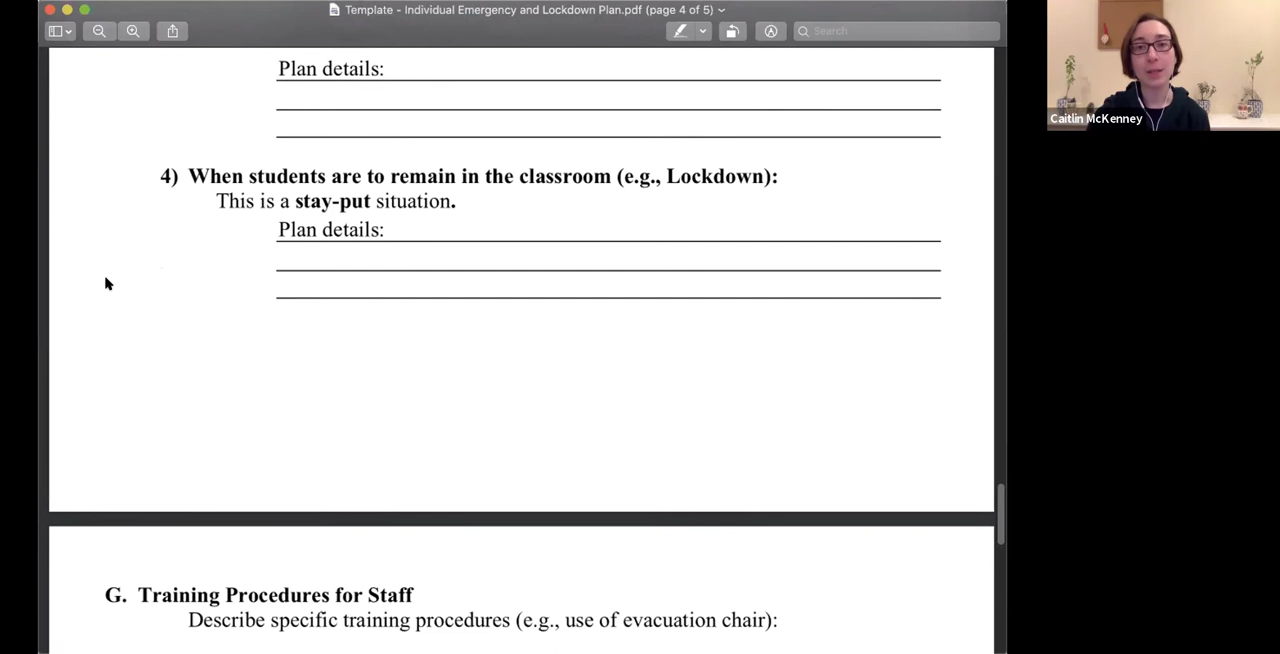 Template - Individual Emergency and Lockdown Plan.pdf (page 4 of 5)
Search
Plan details:
4) When students are to remain in the classroom (e.g., Lockdown):
This is a stay-put situation.
Plan details:
G. Training Procedures for Staff
Describe specific training procedures (e.g., use of evacuation chair):
Caitlin McKenney